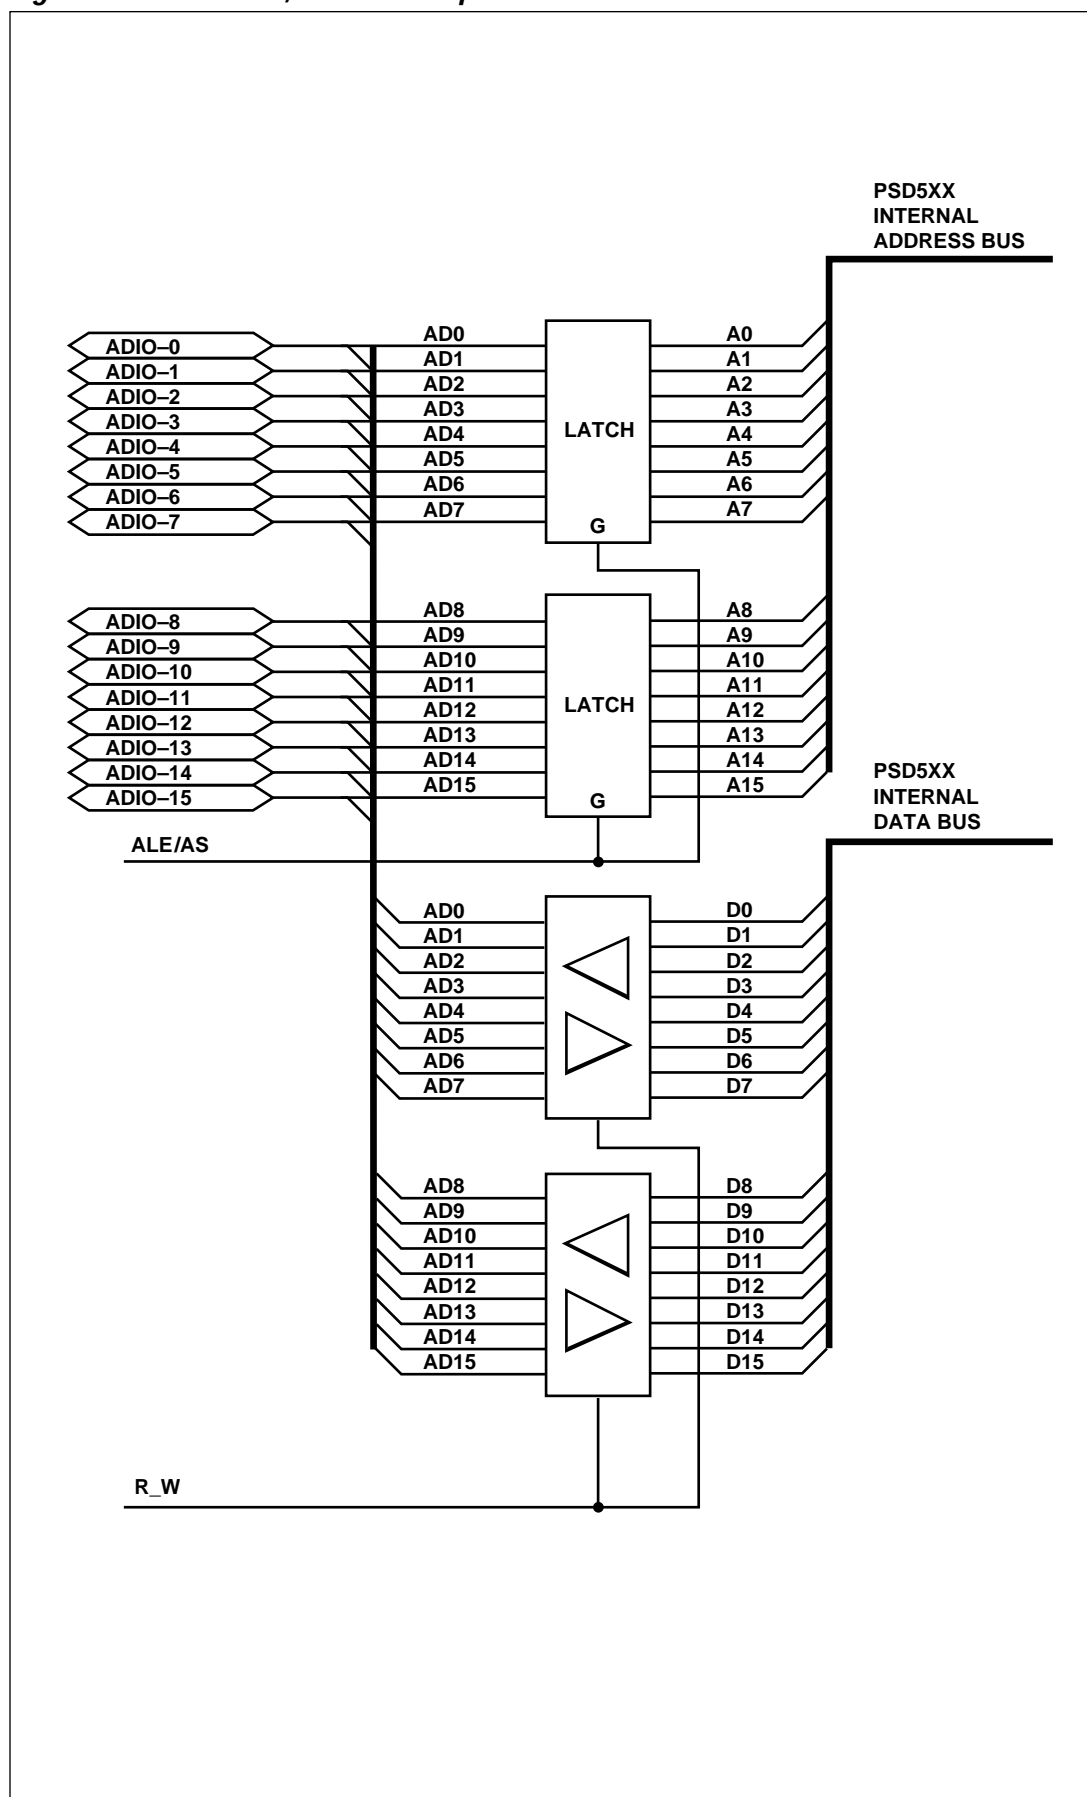 PSD5XX
INTERNAL
ADDRESS BUS
ADIO–0
ADIO–1
ADIO–2
ADIO–3
ADIO–4
ADIO–5
ADIO–6
ADIO–7
AD0
AD1
AD2
AD3
AD4
AD5
AD6
AD7
LATCH
G
A0
A1
A2
A3
A4
A5
A6
A7
ADIO–8
ADIO–9
ADIO–10
ADIO–11
ADIO–12
ADIO–13
ADIO–14
ADIO–15
AD8
AD9
AD10
AD11
AD12
AD13
AD14
AD15
LATCH
G
A8
A9
A10
A11
A12
A13
A14
A15
PSD5XX
INTERNAL
DATA BUS
ALE/AS
AD0
AD1
AD2
AD3
AD4
AD5
AD6
AD7
D0
D1
D2
D3
D4
D5
D6
D7
AD8
AD9
AD10
AD11
AD12
AD13
AD14
AD15
D8
D9
D10
D11
D12
D13
D14
D15
R_W